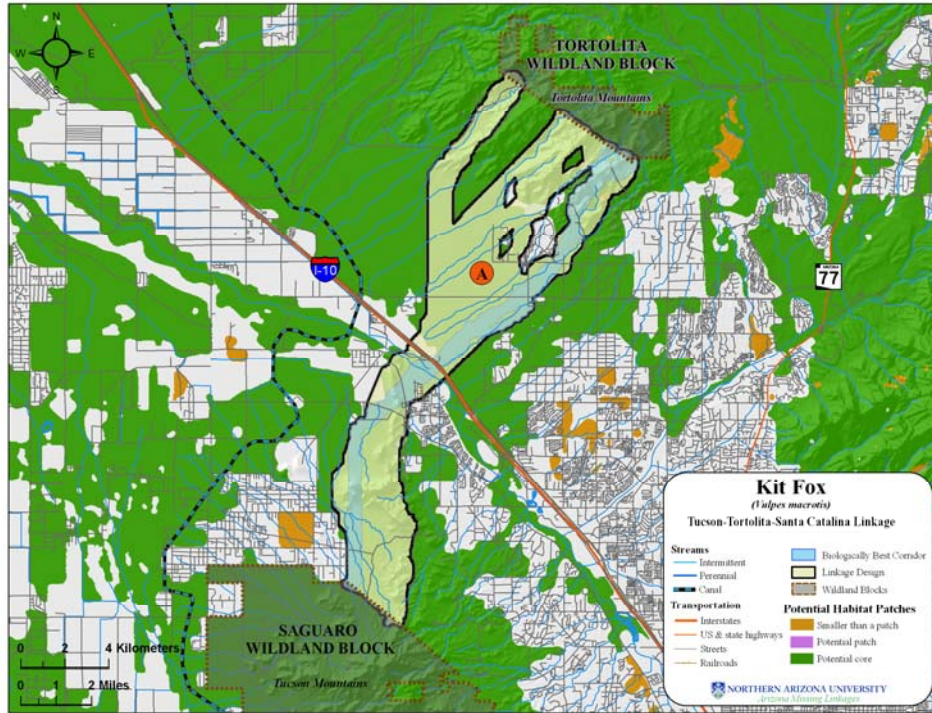 N
W
E
S
TORTOLITA
WILDLAND BLOCK
Tortolita Mountains
I-10
A
77
SAGUARO
WILDLAND BLOCK
Tucson Mountains
0 2 4 Kilometers
0 1 2 Miles
Kit Fox
(Vulpes macrotis)
Tucson-Tortolita-Santa Catalina Linkage
Streams
Intermittent
Perennial
Canal
Transportation
Interstates
US & state highways
Streets
Railroads
Biologically Best Corridor
Linkage Design
Wildland Blocks
Potential Habitat Patches
Smaller than a patch
Potential patch
Potential core
NORTHERN ARIZONA UNIVERSITY
Arizona Missing Linkages